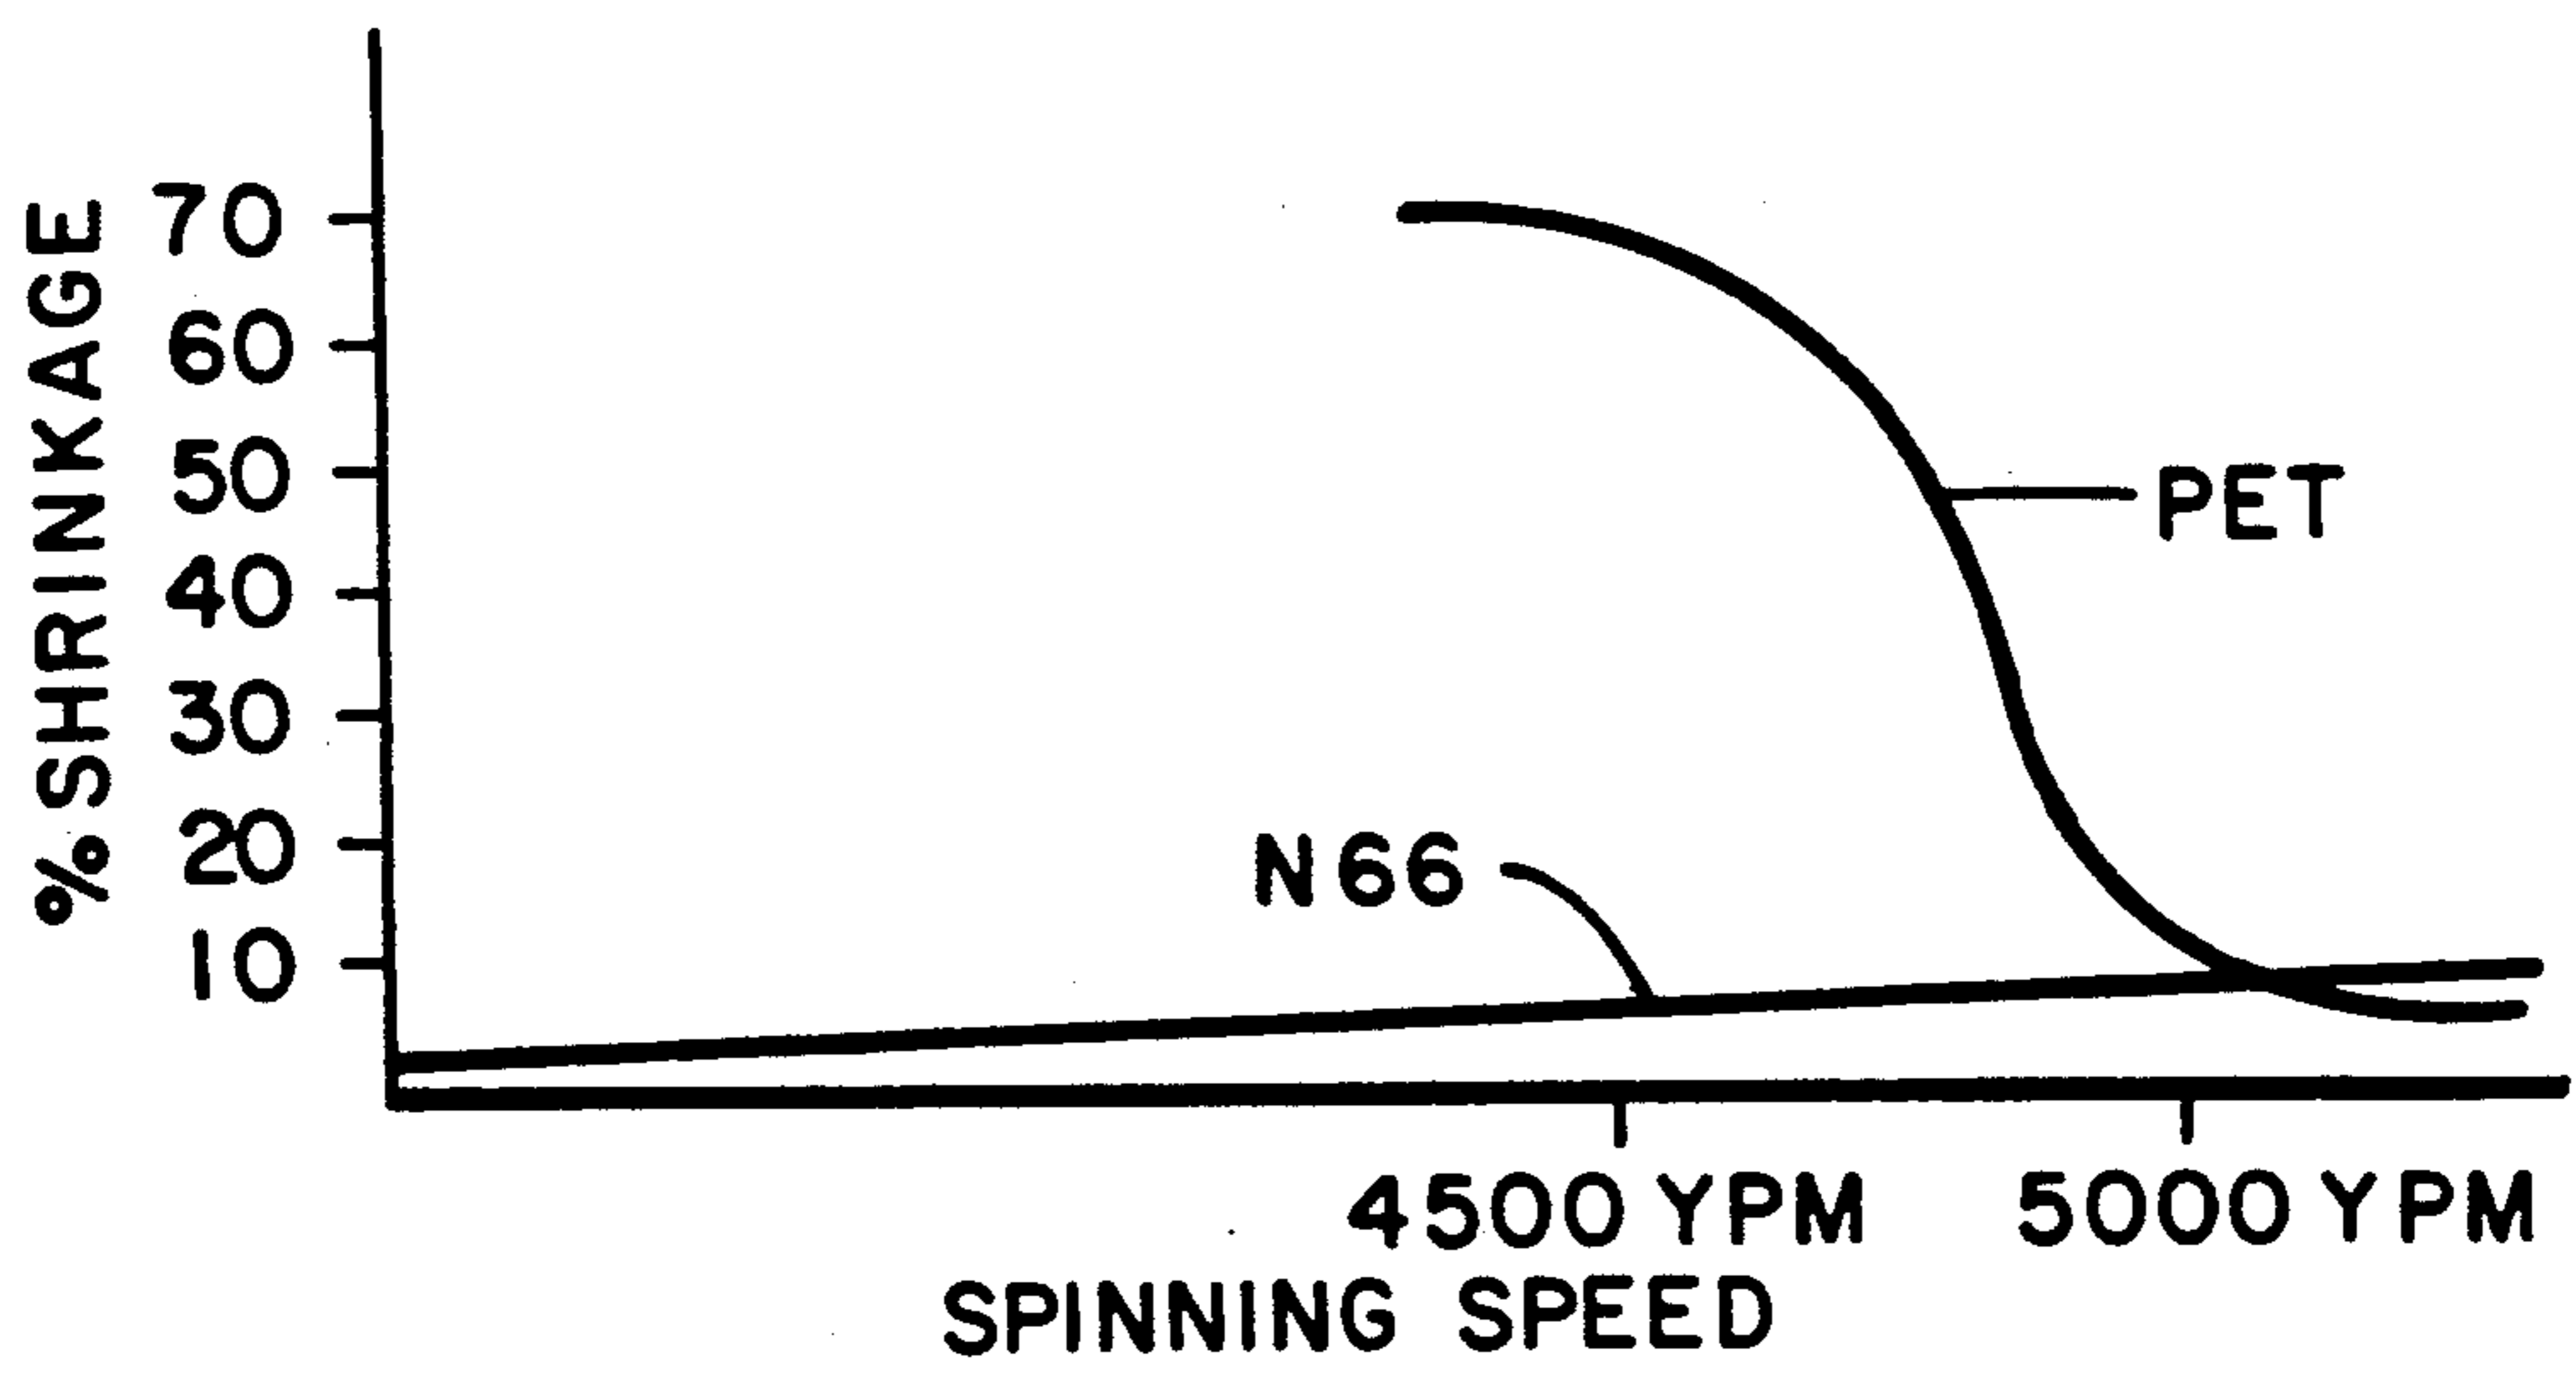 % SHRINKAGE
70
60
50
40
30
20
10
PET
N66
4500 YPM
5000 YPM
SPINNING SPEED